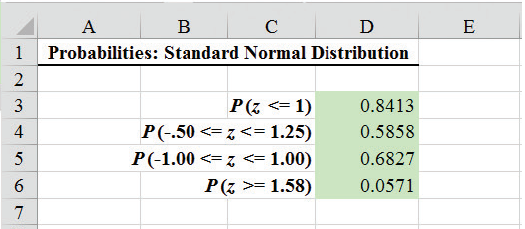 A B C D E
1 Probabilities: Standard Normal Distribution
2
3 P(z <= 1) 0.8413
4 P(-.50 <= z <= 1.25) 0.5858
5 P(-1.00 <= z <= 1.00) 0.6827
6 P(z >= 1.58) 0.0571
7